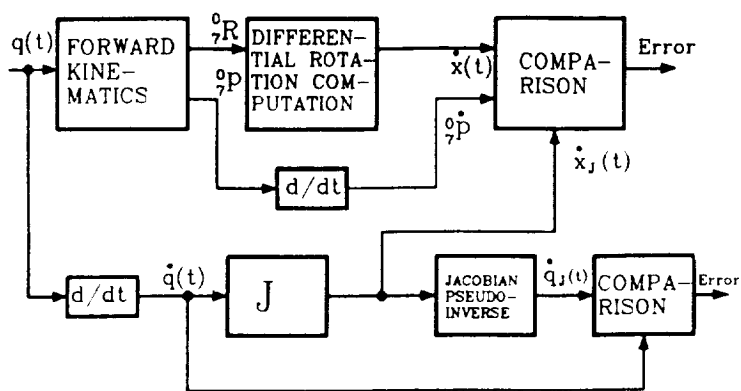 q(t)
FORWARD
KINE-
MATICS
⁰₇R
⁰₇p
DIFFEREN-
TIAL ROTA-
TION COM-
PUTATION
ẋ(t)
⁰₇ṗ
COMPA-
RISON
Error
d/dt
ẋJ(t)
d/dt
q̇(t)
J
JACOBIAN
PSEUDO-
INVERSE
q̇J(t)
COMPA-
RISON
Error